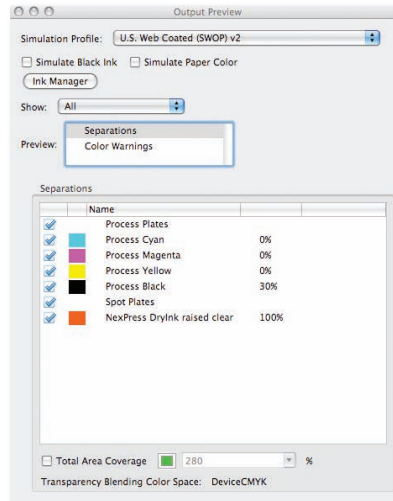 Output Preview
Simulation Profile: U.S. Web Coated (SWOP) v2
Simulate Black Ink Simulate Paper Color
Ink Manager
Show: All
Preview:
Separations
Color Warnings
Separations
Name
Process Plates
Process Cyan 0%
Process Magenta 0%
Process Yellow 0%
Process Black 30%
Spot Plates
NexPress DryInk raised clear 100%
Total Area Coverage 280 %
Transparency Blending Color Space: DeviceCMYK